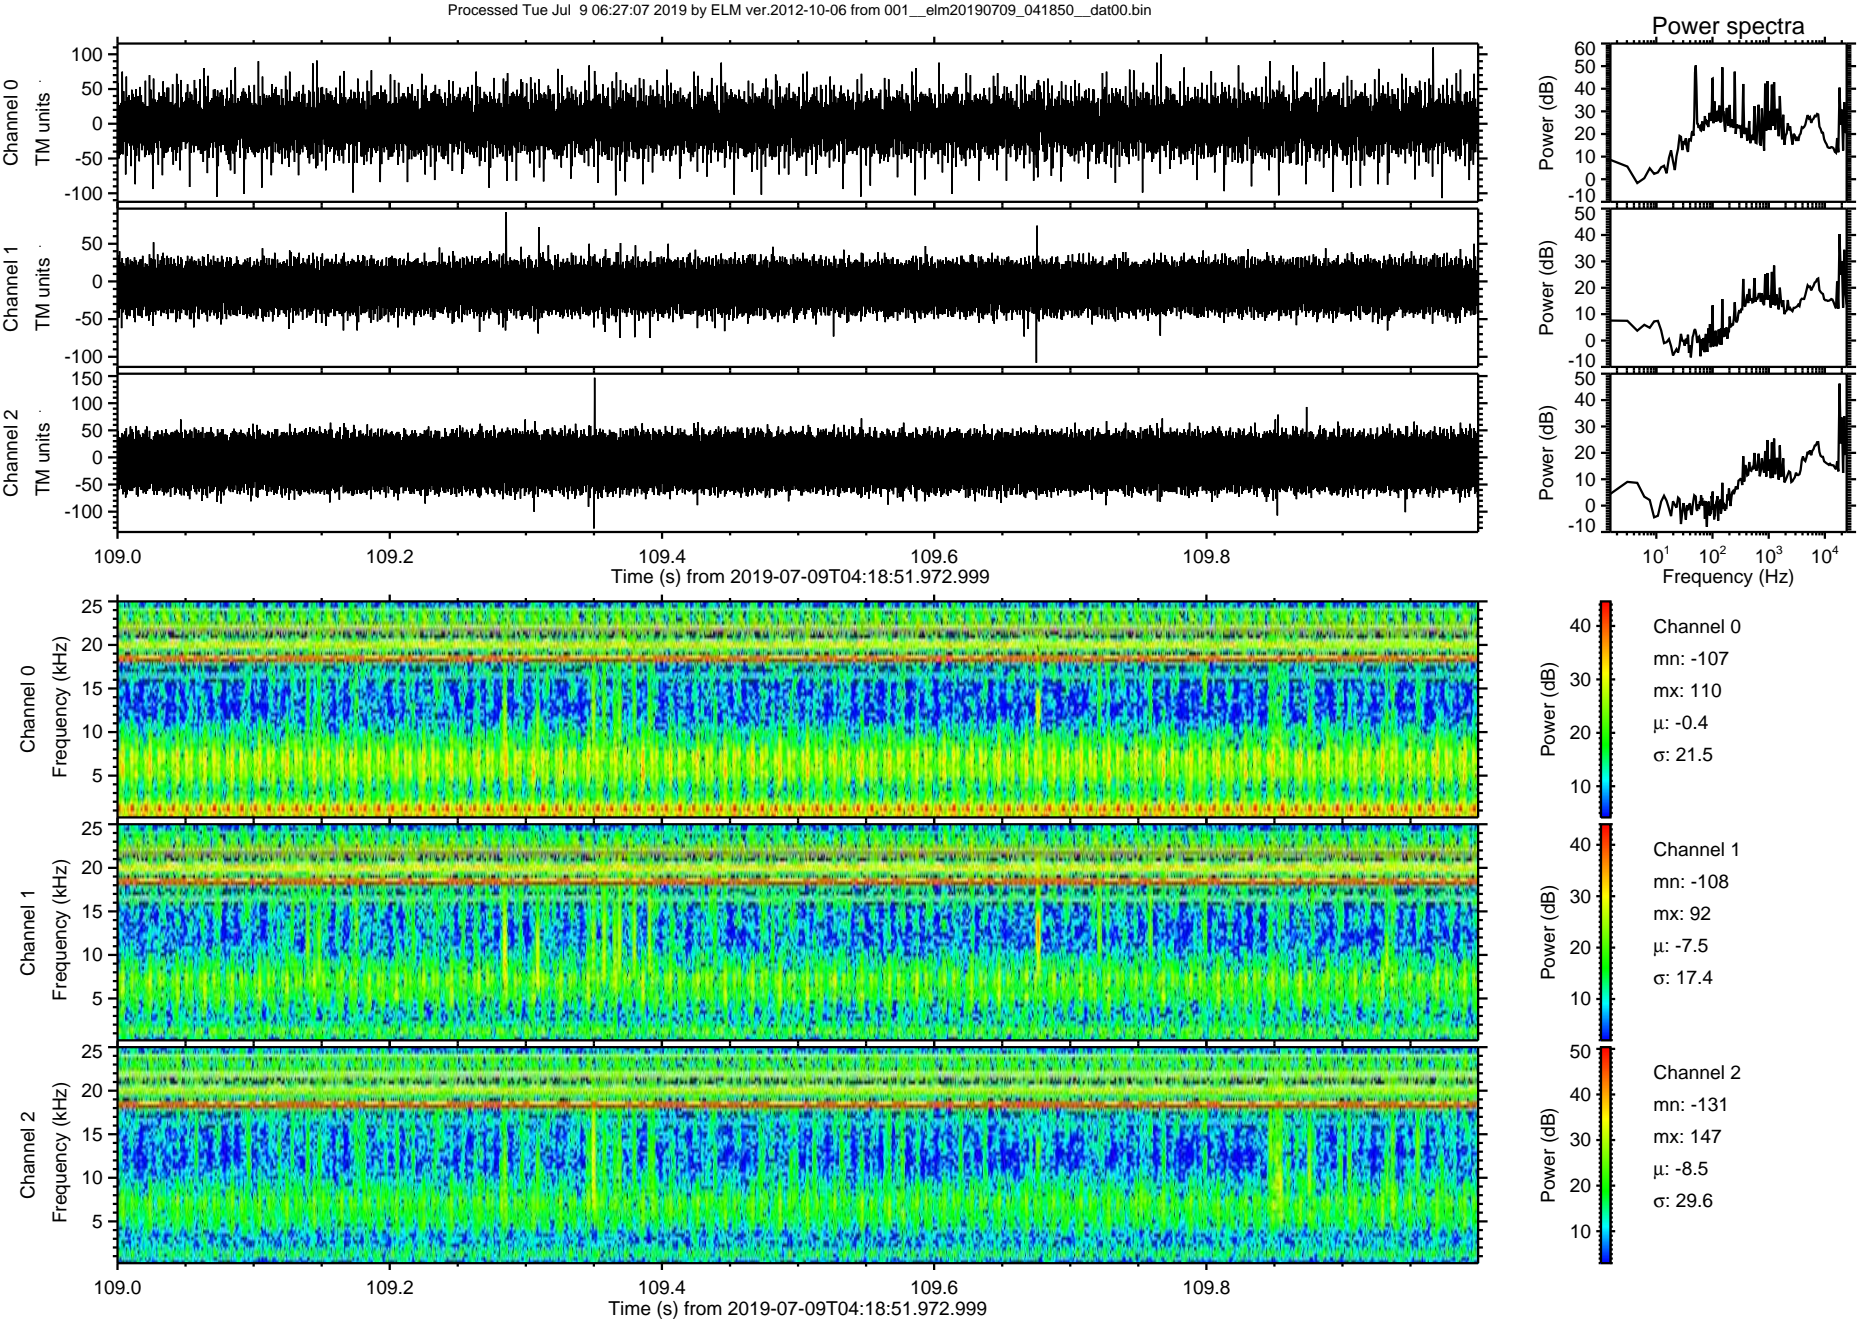 Processed Tue Jul  9 06:27:07 2019 by ELM ver.2012-10-06 from 001__elm20190709_041850__dat00.bin
Power spectra
Channel 0
TM units
100
50
0
-50
-100
Power (dB)
60
50
40
30
20
10
0
-10
Channel 1
TM units
50
0
-50
-100
Power (dB)
50
40
30
20
10
0
-10
Channel 2
TM units
150
100
50
0
-50
-100
Power (dB)
50
40
30
20
10
0
-10
109.0 109.2 109.4 109.6 109.8
Time (s) from 2019-07-09T04:18:51.972.999
10¹ 10² 10³ 10⁴
Frequency (Hz)
Channel 0
Frequency (kHz)
25
20
15
10
5
Power (dB)
40
30
20
10
Channel 0
mn: -107
mx: 110
μ: -0.4
σ: 21.5
Channel 1
Frequency (kHz)
25
20
15
10
5
Power (dB)
40
30
20
10
Channel 1
mn: -108
mx: 92
μ: -7.5
σ: 17.4
Channel 2
Frequency (kHz)
25
20
15
10
5
Power (dB)
50
40
30
20
10
Channel 2
mn: -131
mx: 147
μ: -8.5
σ: 29.6
109.0 109.2 109.4 109.6 109.8
Time (s) from 2019-07-09T04:18:51.972.999